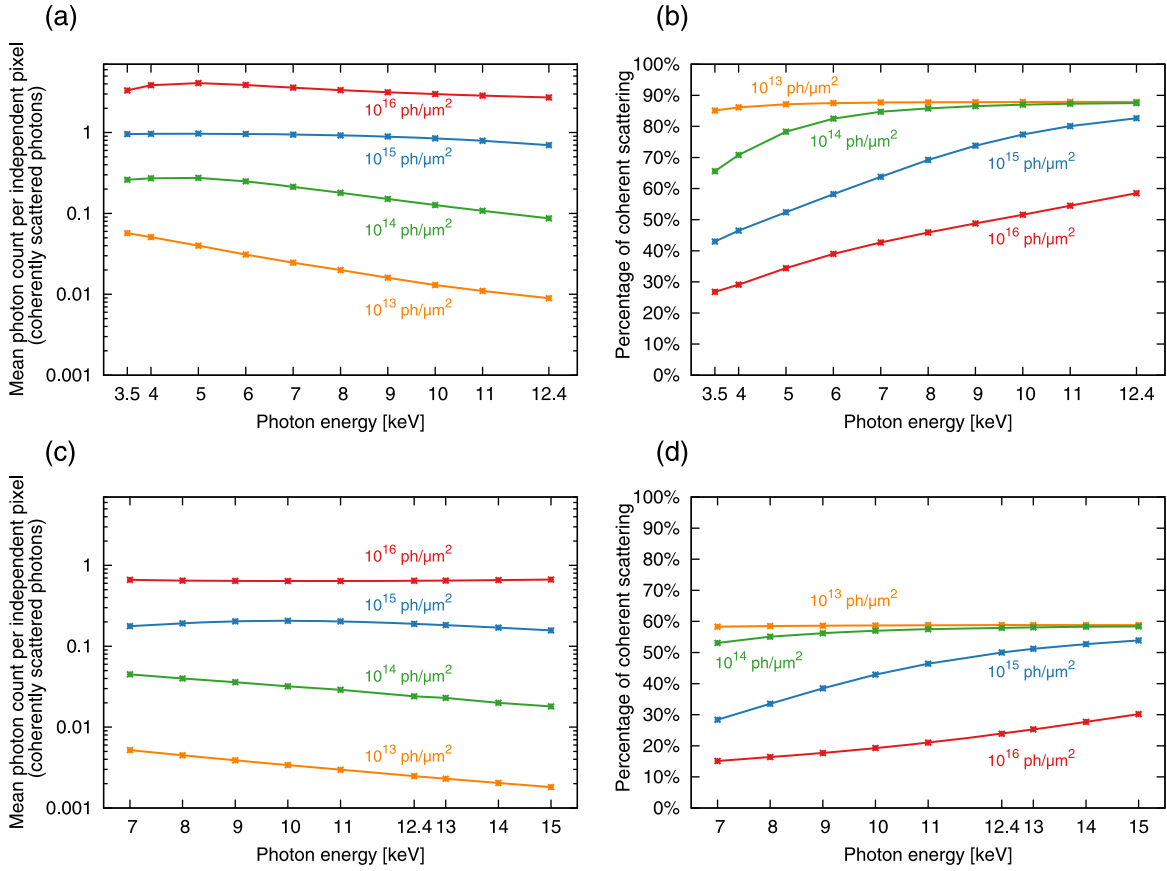 (a)
Mean photon count per independent pixel
(coherently scattered photons)
1
0.1
0.01
0.001
10^16 ph/µm^2
10^15 ph/µm^2
10^14 ph/µm^2
10^13 ph/µm^2
3.5 4 5 6 7 8 9 10 11 12.4
Photon energy [keV]
(b)
Percentage of coherent scattering
100%
90%
80%
70%
60%
50%
40%
30%
20%
10%
0%
10^13 ph/µm^2
10^14 ph/µm^2
10^15 ph/µm^2
10^16 ph/µm^2
3.5 4 5 6 7 8 9 10 11 12.4
Photon energy [keV]
(c)
Mean photon count per independent pixel
(coherently scattered photons)
1
0.1
0.01
0.001
10^16 ph/µm^2
10^15 ph/µm^2
10^14 ph/µm^2
10^13 ph/µm^2
7 8 9 10 11 12.4 13 14 15
Photon energy [keV]
(d)
Percentage of coherent scattering
100%
90%
80%
70%
60%
50%
40%
30%
20%
10%
0%
10^13 ph/µm^2
10^14 ph/µm^2
10^15 ph/µm^2
10^16 ph/µm^2
7 8 9 10 11 12.4 13 14 15
Photon energy [keV]